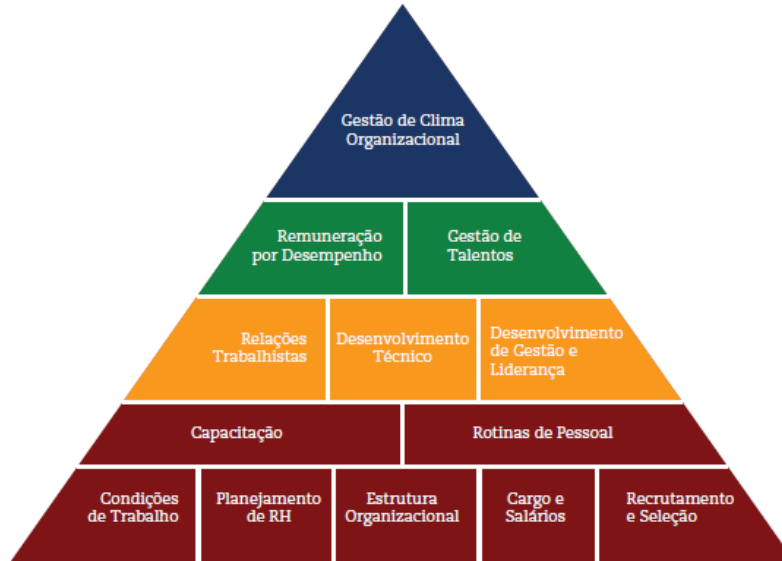 Gestão de Clima
Organizacional
Remuneração
por Desempenho
Gestão de
Talentos
Relações
Trabalhistas
Desenvolvimento
Técnico
Desenvolvimento
de Gestão e
Liderança
Capacitação
Rotinas de Pessoal
Condições
de Trabalho
Planejamento
de RH
Estrutura
Organizacional
Cargo e
Salários
Recrutamento
e Seleção